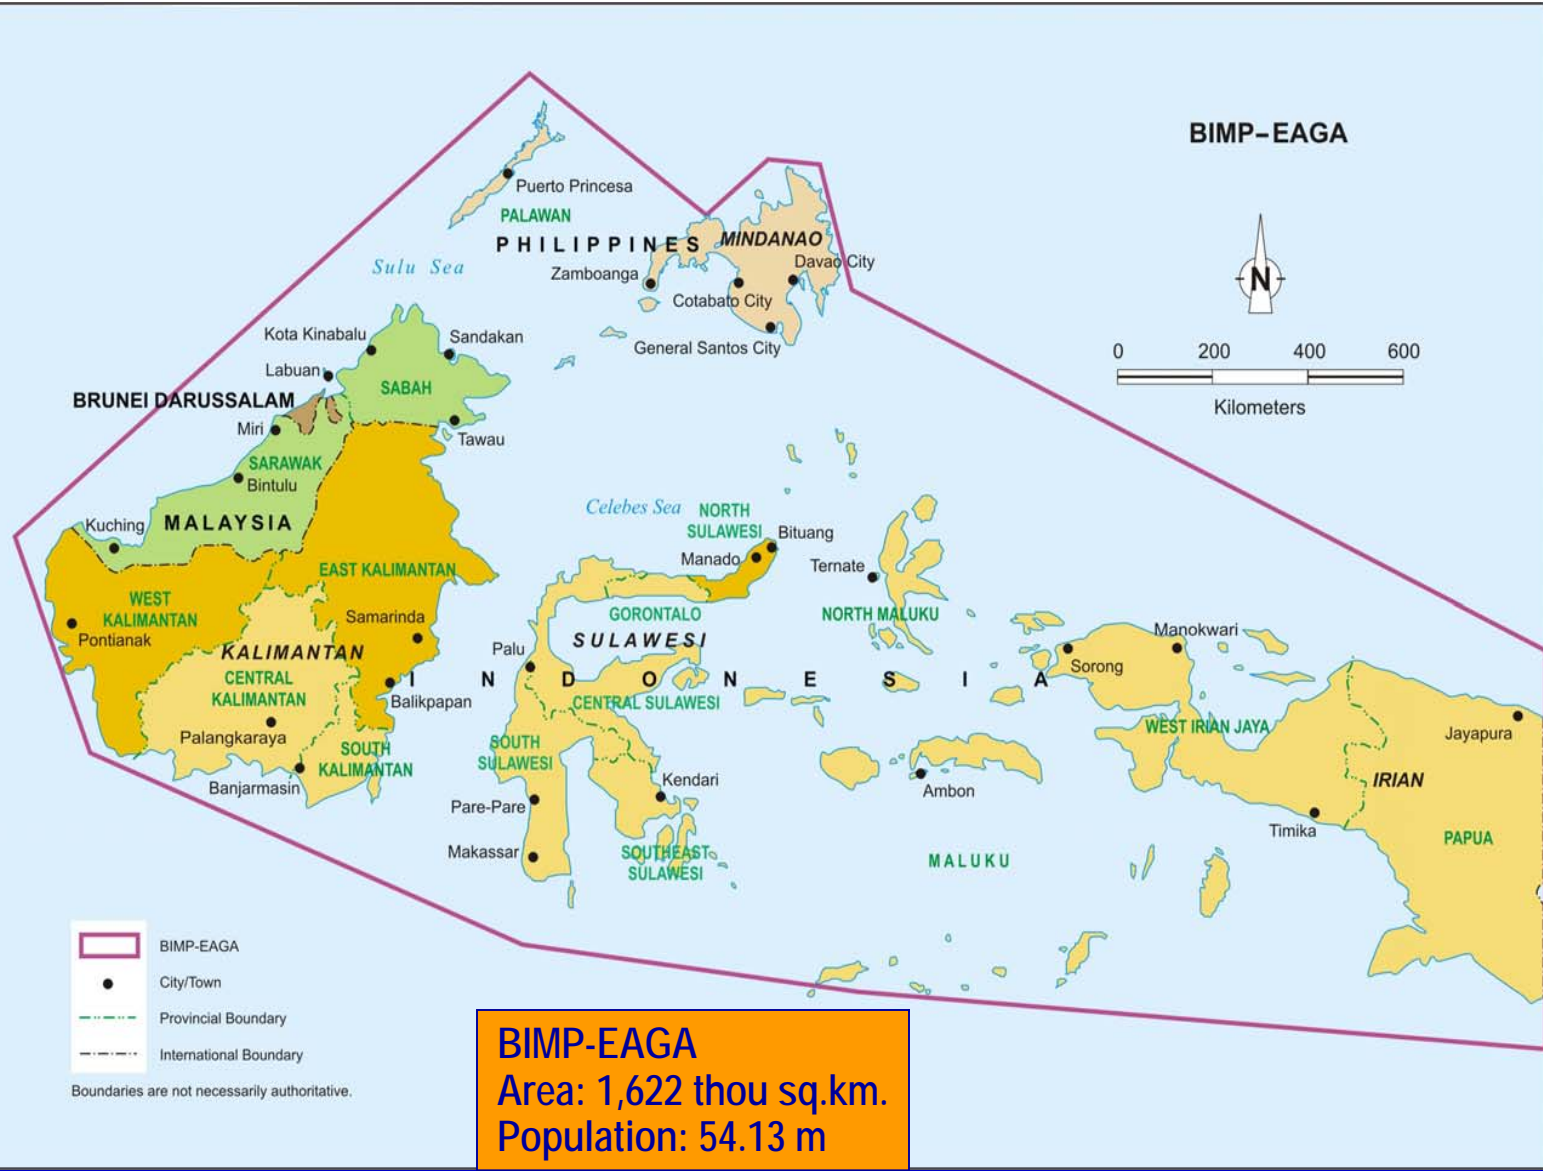 BIMP-EAGA
Puerto Princesa
PALAWAN
PHILIPPINES
MINDANAO
Sulu Sea
Zamboanga
Davao City
Cotabato City
General Santos City
N
0 200 400 600
Kilometers
Kota Kinabalu
Sandakan
Labuan
SABAH
BRUNEI DARUSSALAM
Miri
Tawau
SARAWAK
Bintulu
Kuching
MALAYSIA
Celebes Sea
NORTH
SULAWESI
Bituang
Manado
Ternate
EAST KALIMANTAN
WEST
KALIMANTAN
Pontianak
Samarinda
GORONTALO
NORTH MALUKU
SULAWESI
Manokwari
KALIMANTAN
Palu
Sorong
CENTRAL
KALIMANTAN
INDONESIA
Balikpapan
CENTRAL SULAWESI
WEST IRIAN JAYA
Jayapura
Palangkaraya
SOUTH
KALIMANTAN
SOUTH
SULAWESI
Banjarmasin
Kendari
Ambon
IRIAN
Pare-Pare
Timika
PAPUA
Makassar
SOUTHEAST
SULAWESI
MALUKU
BIMP-EAGA
City/Town
Provincial Boundary
International Boundary
Boundaries are not necessarily authoritative.
BIMP-EAGA
Area: 1,622 thou sq.km.
Population: 54.13 m